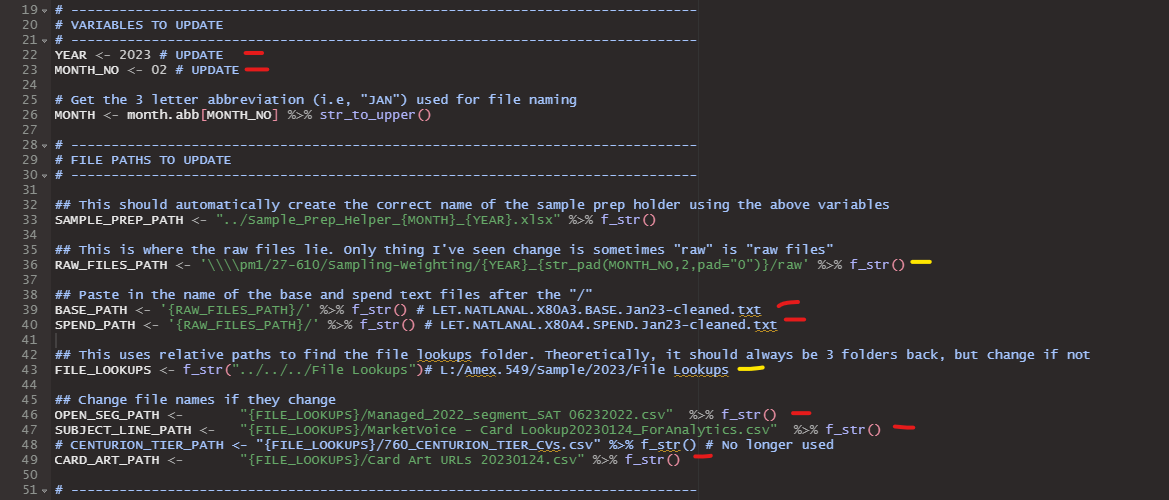 19 # ------------------------------------------------------------------------------
20 # VARIABLES TO UPDATE
21 # ------------------------------------------------------------------------------
22 YEAR <- 2023 # UPDATE
23 MONTH_NO <- 02 # UPDATE
24
25 # Get the 3 letter abbreviation (i.e, "JAN") used for file naming
26 MONTH <- month.abb[MONTH_NO] %>% str_to_upper()
27
28 # ------------------------------------------------------------------------------
29 # FILE PATHS TO UPDATE
30 # ------------------------------------------------------------------------------
31
32 ## This should automatically create the correct name of the sample prep holder using the above variables
33 SAMPLE_PREP_PATH <- "../Sample_Prep_Helper_{MONTH}_{YEAR}.xlsx" %>% f_str()
34
35 ## This is where the raw files lie. Only thing I've seen change is sometimes "raw" is "raw files"
36 RAW_FILES_PATH <- '\\\\pm1/27-610/Sampling-Weighting/{YEAR}_{str_pad(MONTH_NO,2,pad="0")}/raw' %>% f_str()
37
38 ## Paste in the name of the base and spend text files after the "/"
39 BASE_PATH <- '{RAW_FILES_PATH}/' %>% f_str() # LET.NATLANAL.X80A3.BASE.Jan23-cleaned.txt
40 SPEND_PATH <- '{RAW_FILES_PATH}/' %>% f_str() # LET.NATLANAL.X80A4.SPEND.Jan23-cleaned.txt
41
42 ## This uses relative paths to find the file lookups folder. Theoretically, it should always be 3 folders back, but change if not
43 FILE_LOOKUPS <- f_str("../../../File Lookups")# L:/Amex.549/Sample/2023/File Lookups
44
45 ## Change file names if they change
46 OPEN_SEG_PATH <-       "{FILE_LOOKUPS}/Managed_2022_segment_SAT 06232022.csv"  %>% f_str()
47 SUBJECT_LINE_PATH <-   "{FILE_LOOKUPS}/MarketVoice - Card Lookup20230124_ForAnalytics.csv"  %>% f_str()
48 # CENTURION_TIER_PATH <- "{FILE_LOOKUPS}/760_CENTURION_TIER_CVs.csv" %>% f_str() # No longer used
49 CARD_ART_PATH <-       "{FILE_LOOKUPS}/Card Art URLs 20230124.csv" %>% f_str()
50
51 # ------------------------------------------------------------------------------